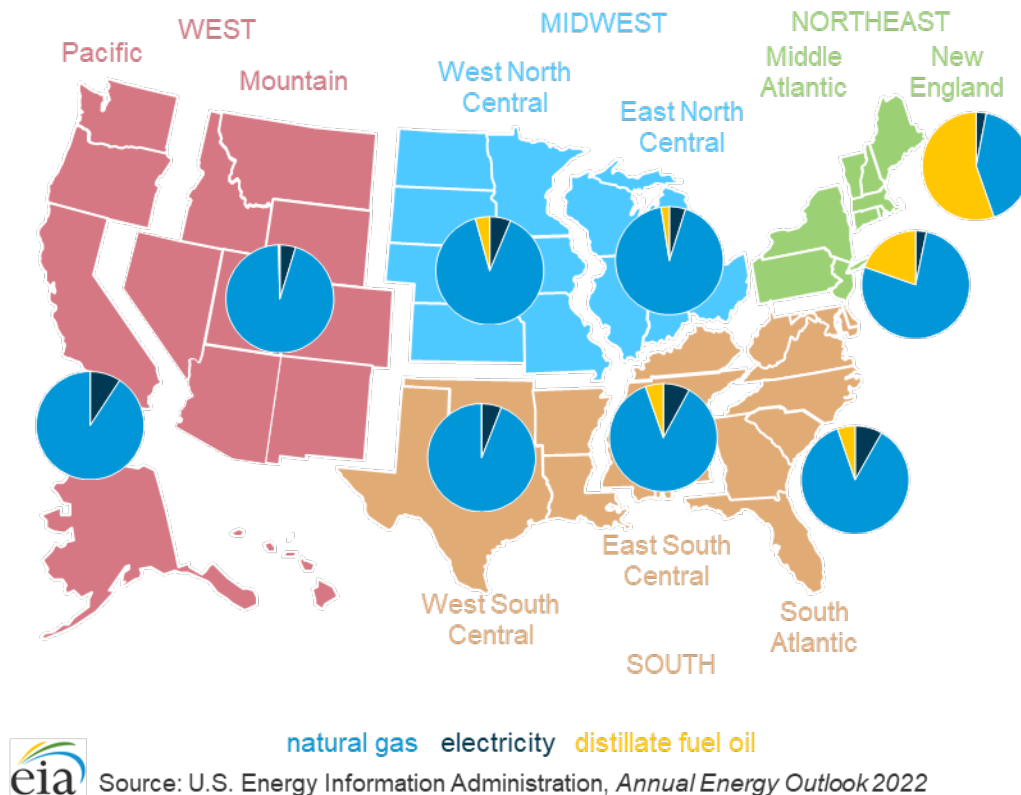 WEST
MIDWEST
NORTHEAST
Pacific
Mountain
West North
Central
East North
Central
Middle
Atlantic
New
England
West South
Central
East South
Central
South
Atlantic
SOUTH
natural gas electricity distillate fuel oil
eia
Source: U.S. Energy Information Administration, Annual Energy Outlook 2022